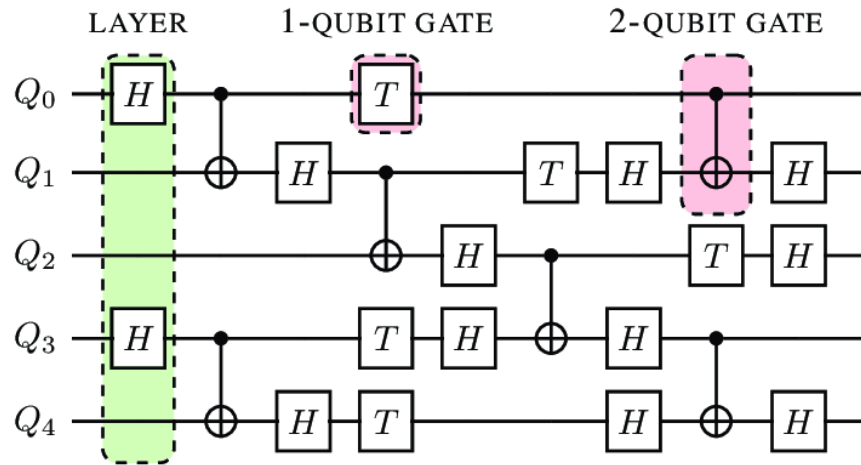 LAYER 1-QUBIT GATE 2-QUBIT GATE
Q₀ H T
Q₁ H T H H
Q₂ H T H
Q₃ H T H H
Q₄ H T H H